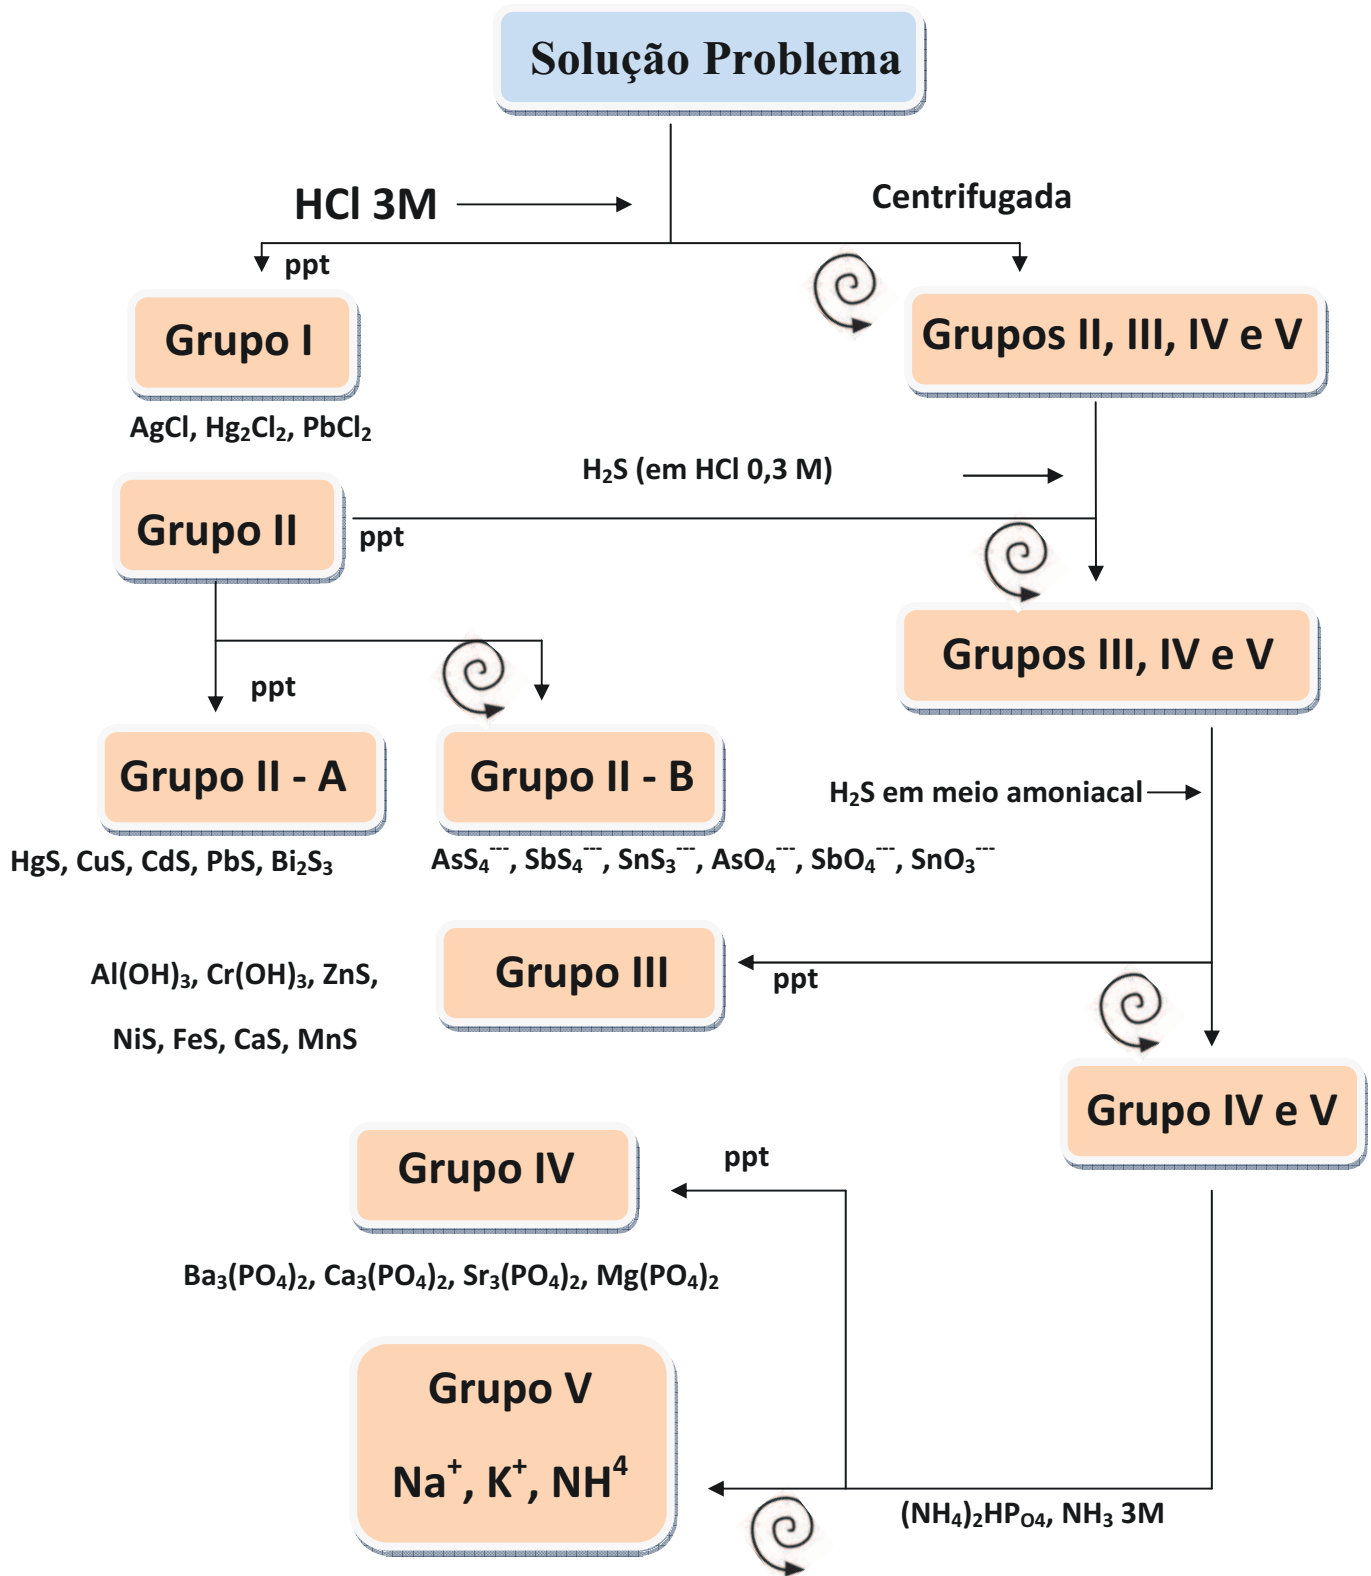 Solução Problema
HCl 3M
Centrifugada
ppt
Grupo I
Grupos II, III, IV e V
AgCl, Hg₂Cl₂, PbCl₂
H₂S (em HCl 0,3 M)
Grupo II
ppt
Grupos III, IV e V
ppt
Grupo II - A
Grupo II - B
H₂S em meio amoniacal
HgS, CuS, CdS, PbS, Bi₂S₃
AsS₄⁻⁻⁻, SbS₄⁻⁻⁻, SnS₃⁻⁻⁻, AsO₄⁻⁻⁻, SbO₄⁻⁻⁻, SnO₃⁻⁻⁻
Grupo III
ppt
Al(OH)₃, Cr(OH)₃, ZnS,
NiS, FeS, CaS, MnS
Grupo IV e V
Grupo IV
ppt
Ba₃(PO₄)₂, Ca₃(PO₄)₂, Sr₃(PO₄)₂, Mg(PO₄)₂
Grupo V
Na⁺, K⁺, NH⁴
(NH₄)₂HPₒ₄, NH₃ 3M